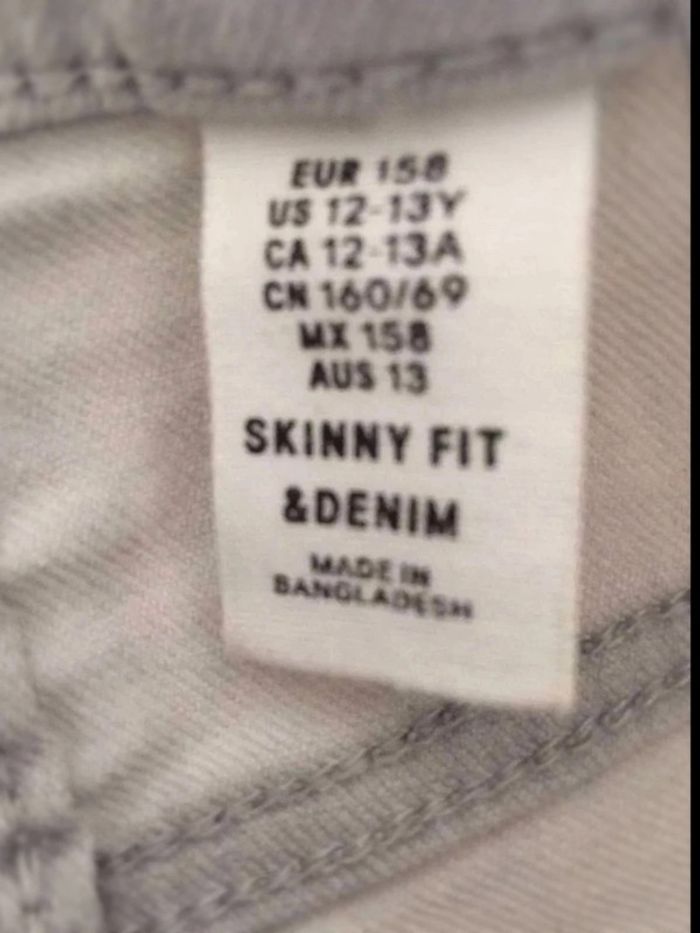 EUR 158
US 12-13Y
CA 12-13A
CN 160/69
MX 158
AUS 13
SKINNY FIT
&DENIM
MADE IN
BANGLADESH